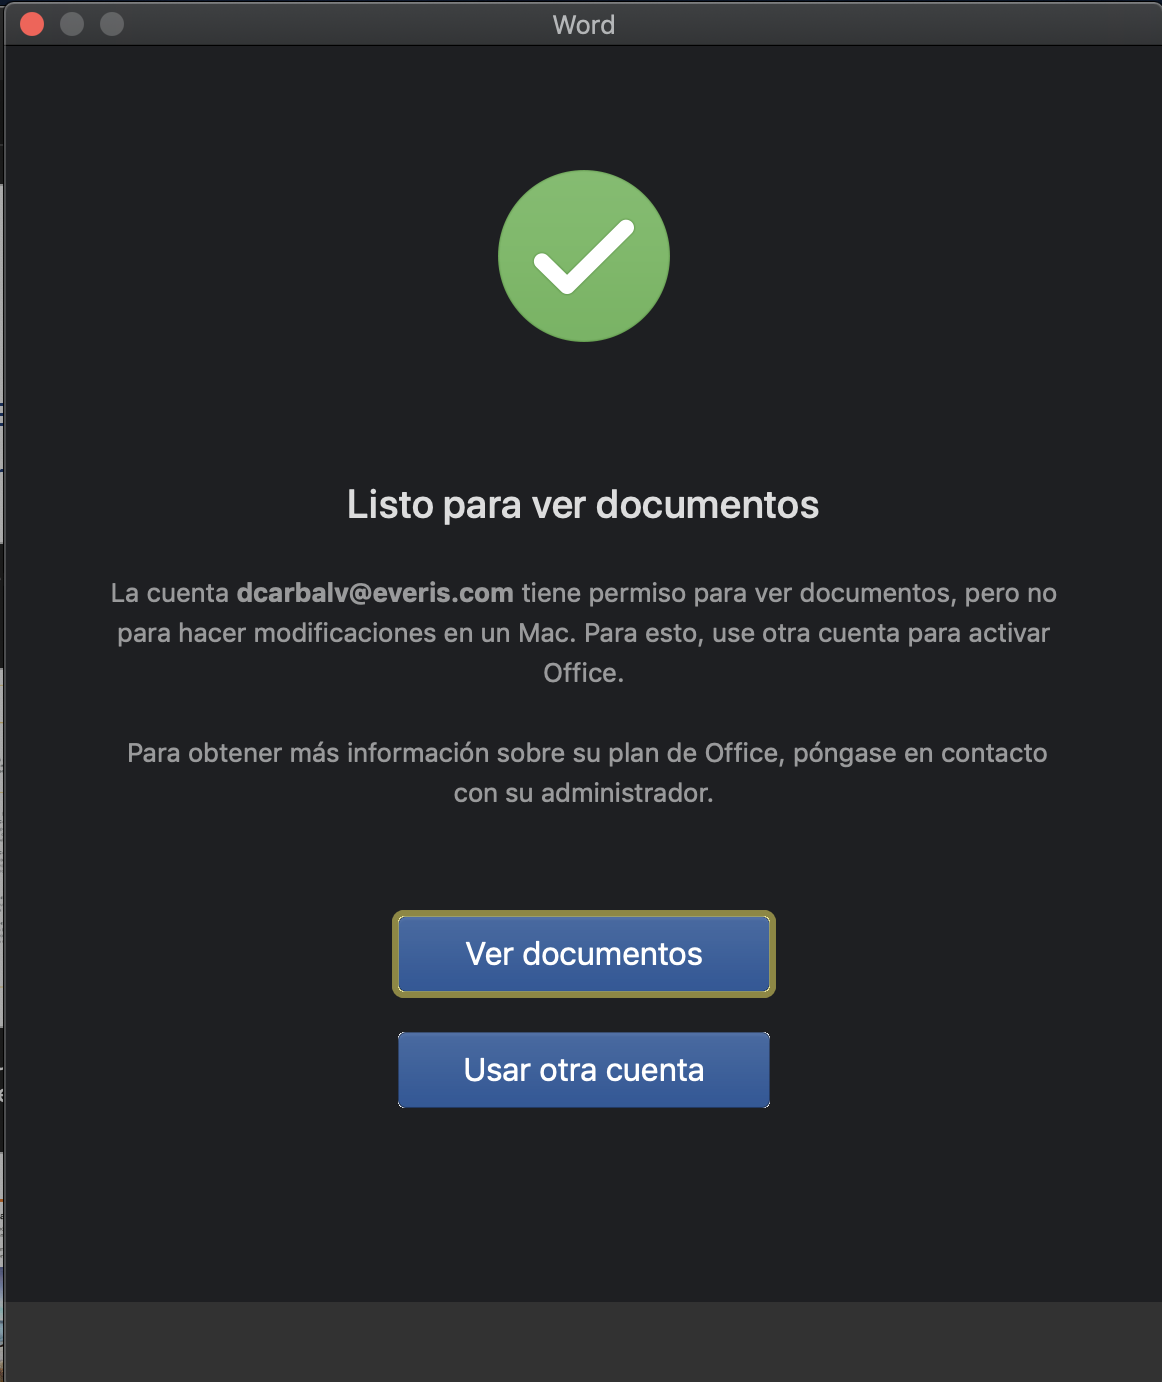 Word
Listo para ver documentos
La cuenta dcarbalv@everis.com tiene permiso para ver documentos, pero no
para hacer modificaciones en un Mac. Para esto, use otra cuenta para activar
Office.
Para obtener más información sobre su plan de Office, póngase en contacto
con su administrador.
Ver documentos
Usar otra cuenta